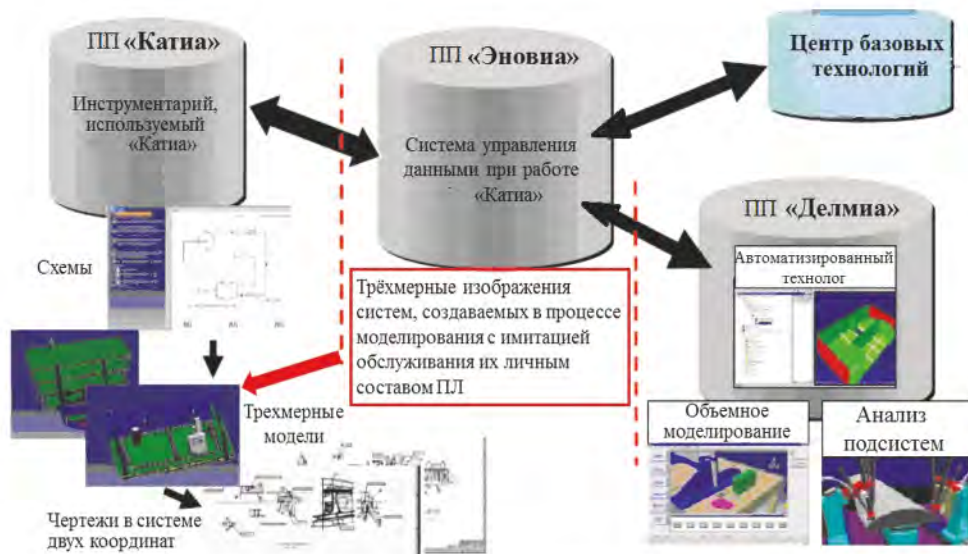 ПП «Катиа»
Инструментарий,
используемый
«Катиа»
ПП «Эновиа»
Система управления
данными при работе
«Катиа»
Центр базовых
технологий
ПП «Делмиа»
Автоматизированный
технолог
Схемы
Трёхмерные изображения
систем, создаваемых в процессе
моделирования с имитацией
обслуживания их личным
составом ПЛ
Трехмерные
модели
Чертежи в системе
двух координат
Объемное
моделирование
Анализ
подсистем